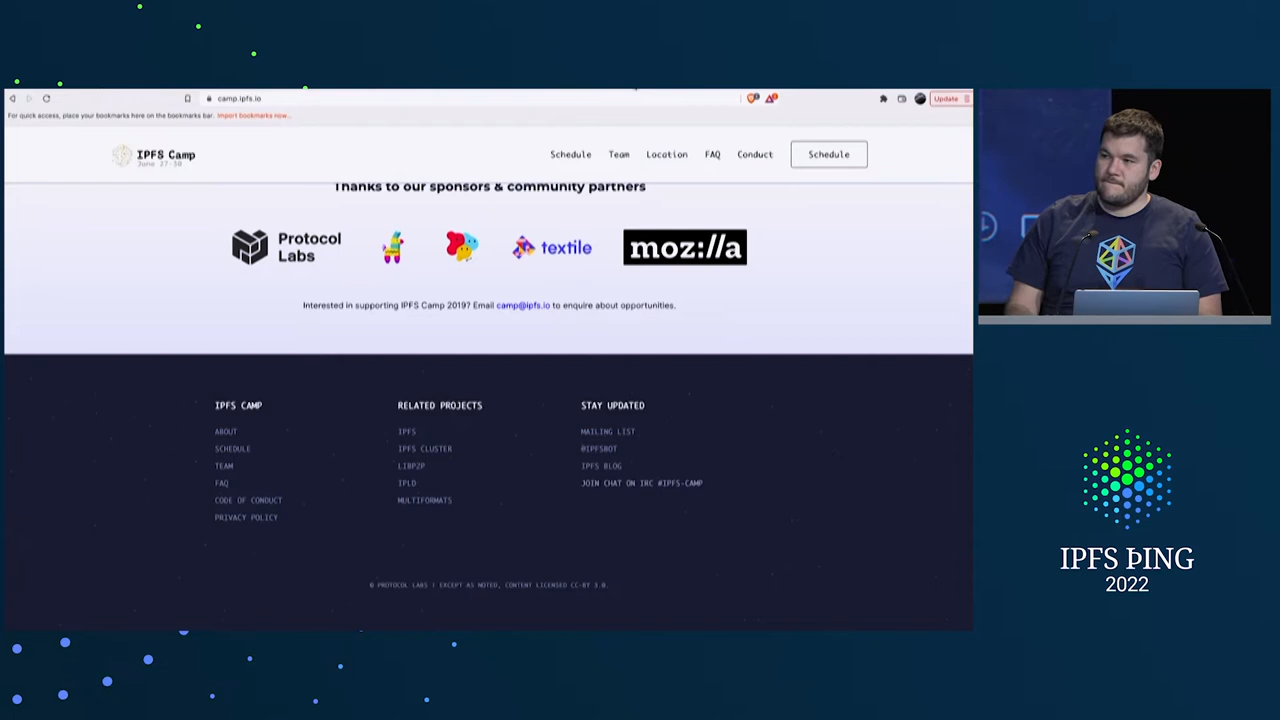 camp.ipfs.io
Update
For quick access, place your bookmarks here on the bookmarks bar. Import bookmarks now...
IPFS Camp
June 27-30
Schedule Team Location FAQ Conduct Schedule
Thanks to our sponsors & community partners
Protocol
Labs
textile
moz://a
Interested in supporting IPFS Camp 2019? Email camp@ipfs.io to enquire about opportunities.
IPFS CAMP
ABOUT
SCHEDULE
TEAM
FAQ
CODE OF CONDUCT
PRIVACY POLICY
RELATED PROJECTS
IPFS
IPFS CLUSTER
LIBP2P
IPLD
MULTIFORMATS
STAY UPDATED
MAILING LIST
@IPFSBOT
IPFS BLOG
JOIN CHAT ON IRC #IPFS-CAMP
© PROTOCOL LABS | EXCEPT AS NOTED, CONTENT LICENSED CC-BY 3.0.
IPFS ÞING
2022